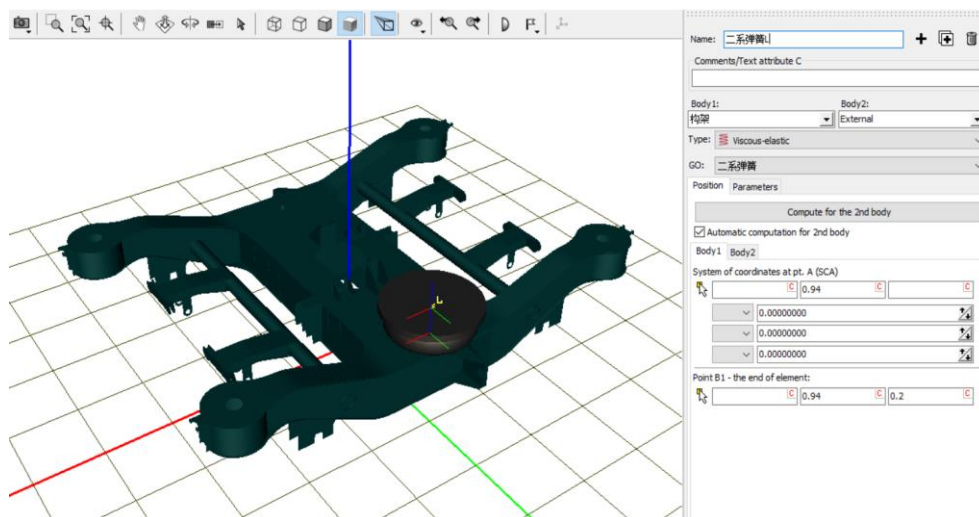 Name: 二系弹簧L
Comments/Text attribute C
Body1: Body2:
构架 External
Type: Viscous-elastic
GO: 二系弹簧
Position Parameters
Compute for the 2nd body
Automatic computation for 2nd body
Body1 Body2
System of coordinates at pt. A (SCA)
C 0.94 C C
0.00000000
0.00000000
0.00000000
Point B1 - the end of element:
C 0.94 C 0.2 C
L